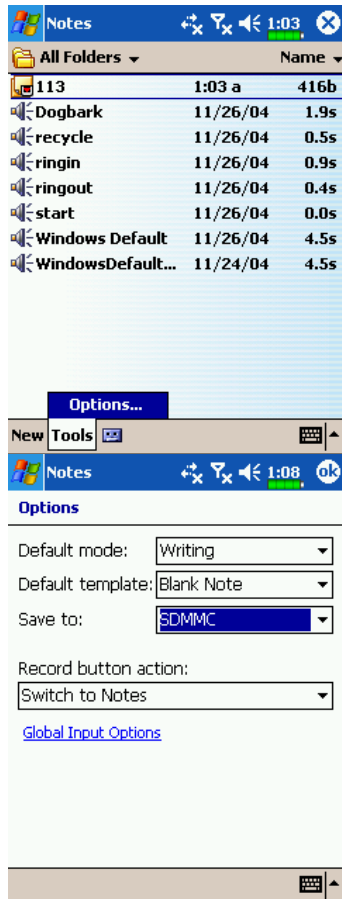 Notes 1:03
All Folders Name
113 1:03 a 416b
Dogbark 11/26/04 1.9s
recycle 11/26/04 0.5s
ringin 11/26/04 0.9s
ringout 11/26/04 0.4s
start 11/26/04 0.0s
Windows Default 11/26/04 4.5s
WindowsDefault... 11/24/04 4.5s
Options...
New Tools
Notes 1:08 ok
Options
Default mode: Writing
Default template: Blank Note
Save to: SDMMC
Record button action:
Switch to Notes
Global Input Options